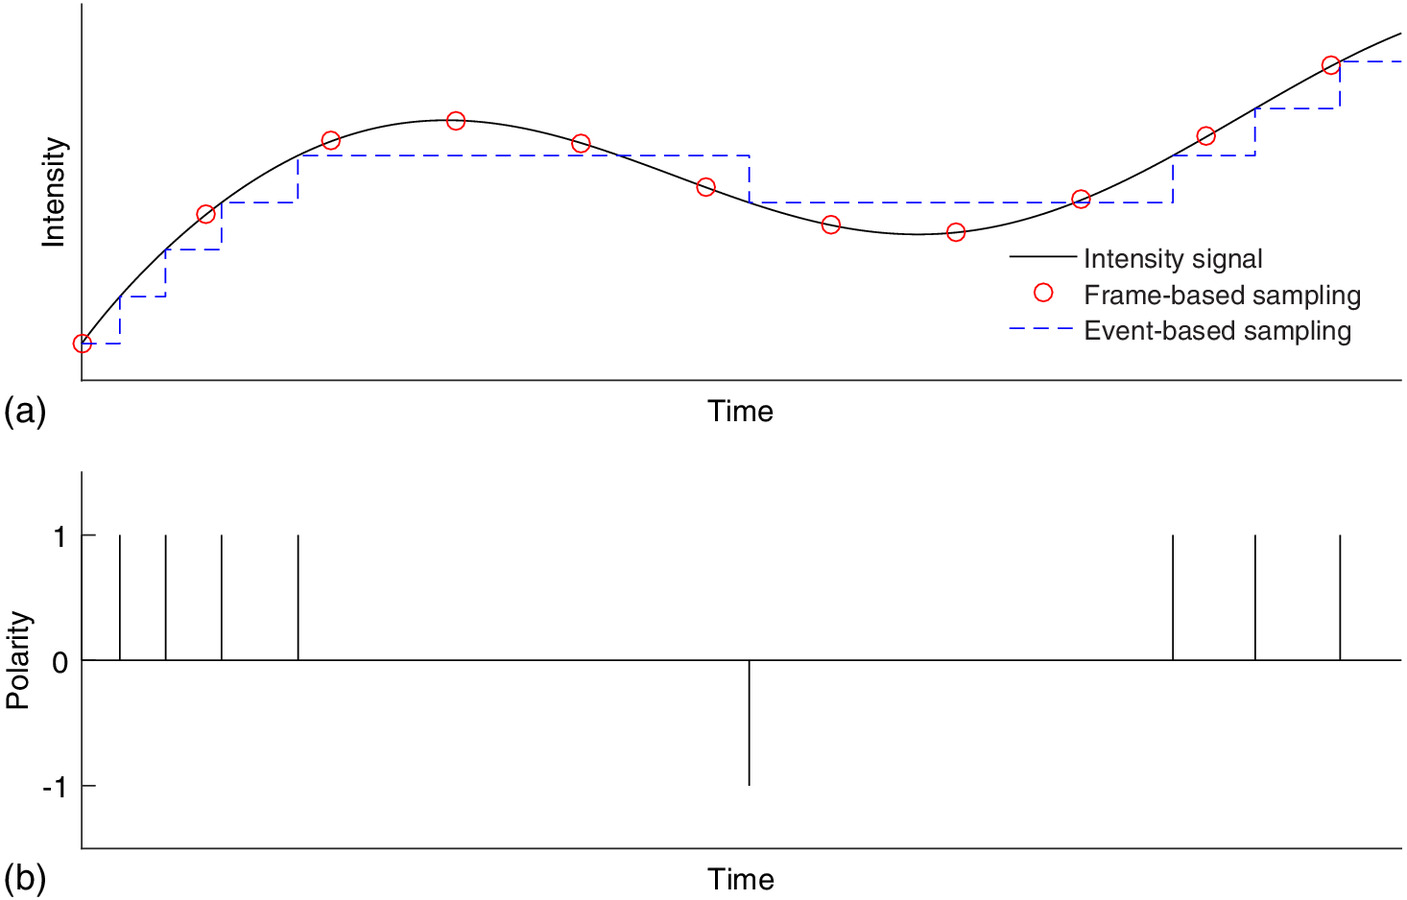 Intensity
Intensity signal
Frame-based sampling
Event-based sampling
(a)
Time
1
0
-1
Polarity
(b)
Time